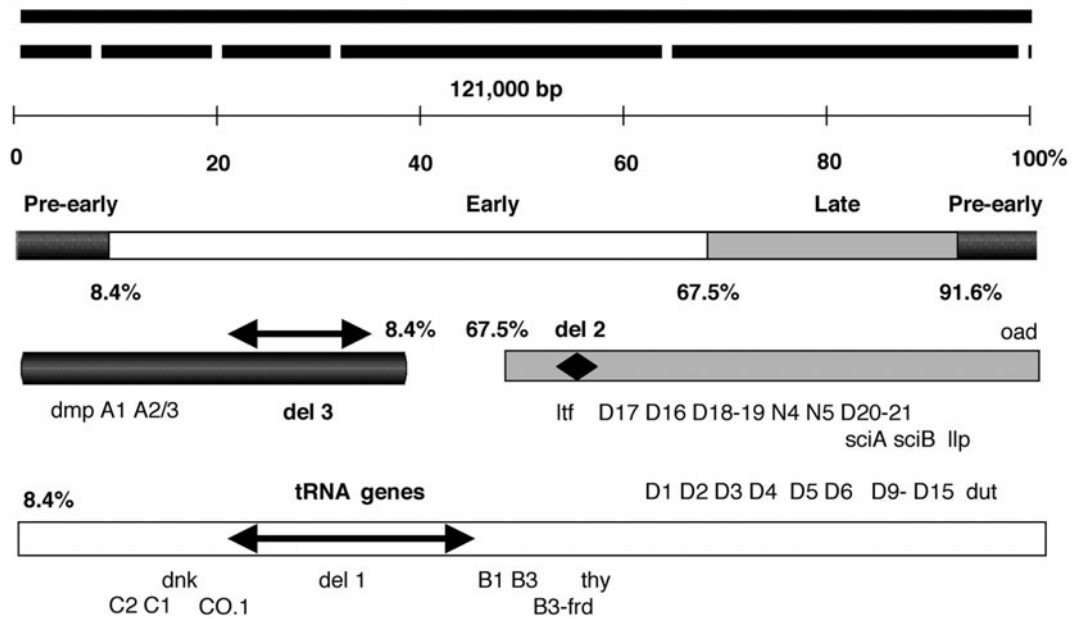 121,000 bp
0 20 40 60 80 100%
Pre-early Early Late Pre-early
8.4% 67.5% 91.6%
8.4% 67.5% del 2 oad
dmp A1 A2/3 del 3 ltf D17 D16 D18-19 N4 N5 D20-21
sciA sciB llp
8.4% tRNA genes D1 D2 D3 D4 D5 D6 D9- D15 dut
dnk del 1 B1 B3 thy
C2 C1 CO.1 B3-frd